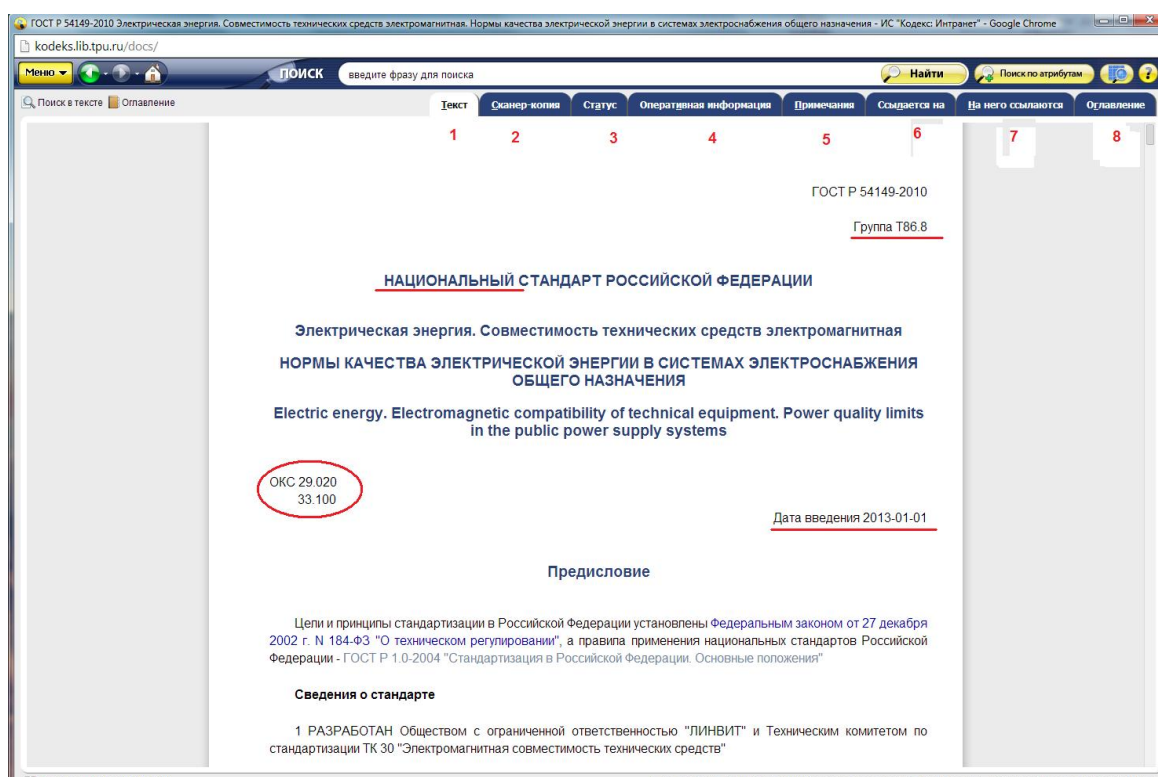 ГОСТ Р 54149-2010 Электрическая энергия. Совместимость технических средств электромагнитная. Нормы качества электрической энергии в системах электроснабжения общего назначения - ИС "Кодекс: Интранет" - Google Chrome
kodeks.lib.tpu.ru/docs/
Меню ПОИСК введите фразу для поиска Найти Поиск по атрибутам ?
Поиск в тексте Оглавление Текст Сканер-копия Статус Оперативная информация Примечания Ссылается на На него ссылаются Оглавление
1 2 3 4 5 6 7 8
ГОСТ Р 54149-2010
Группа Т86.8
НАЦИОНАЛЬНЫЙ СТАНДАРТ РОССИЙСКОЙ ФЕДЕРАЦИИ
Электрическая энергия. Совместимость технических средств электромагнитная
НОРМЫ КАЧЕСТВА ЭЛЕКТРИЧЕСКОЙ ЭНЕРГИИ В СИСТЕМАХ ЭЛЕКТРОСНАБЖЕНИЯ
ОБЩЕГО НАЗНАЧЕНИЯ
Electric energy. Electromagnetic compatibility of technical equipment. Power quality limits
in the public power supply systems
ОКС 29.020
33.100
Дата введения 2013-01-01
Предисловие
Цели и принципы стандартизации в Российской Федерации установлены Федеральным законом от 27 декабря
2002 г. N 184-ФЗ "О техническом регулировании", а правила применения национальных стандартов Российской
Федерации - ГОСТ Р 1.0-2004 "Стандартизация в Российской Федерации. Основные положения"
Сведения о стандарте
1 РАЗРАБОТАН Обществом с ограниченной ответственностью "ЛИНВИТ" и Техническим комитетом по
стандартизации ТК 30 "Электромагнитная совместимость технических средств"